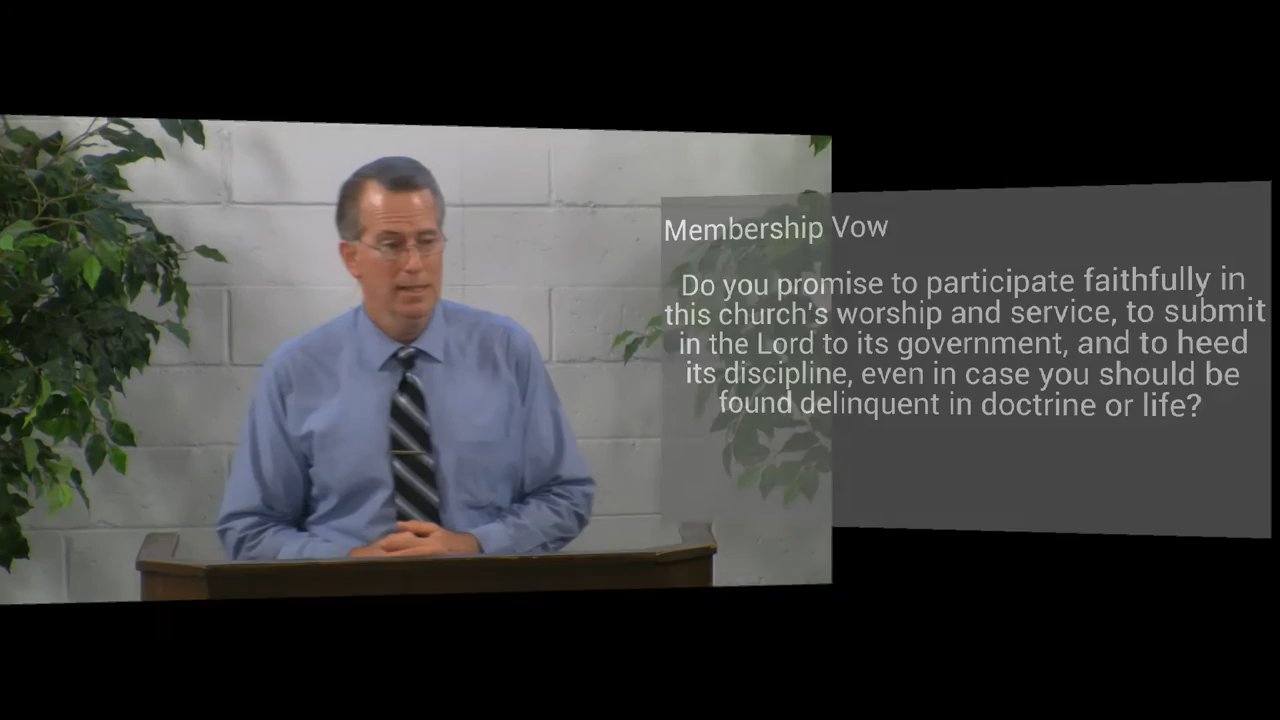 Membership Vow
Do you promise to participate faithfully in
this church's worship and service, to submit
in the Lord to its government, and to heed
its discipline, even in case you should be
found delinquent in doctrine or life?